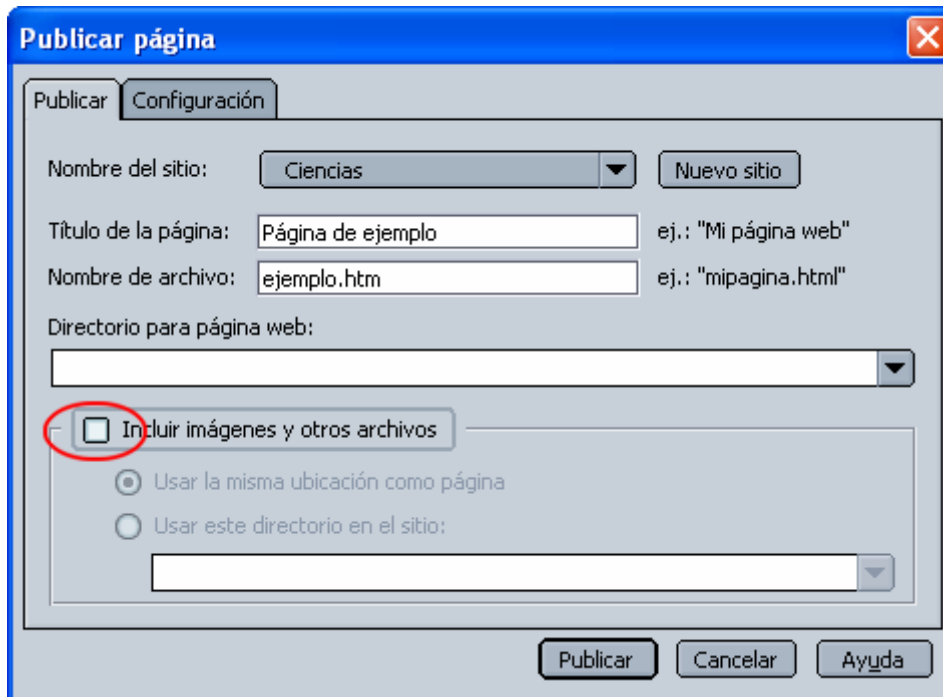 Publicar página
Publicar Configuración
Nombre del sitio: Ciencias Nuevo sitio
Título de la página: Página de ejemplo ej.: "Mi página web"
Nombre de archivo: ejemplo.htm ej.: "mipagina.html"
Directorio para página web:
Incluir imágenes y otros archivos
Usar la misma ubicación como página
Usar este directorio en el sitio:
Publicar Cancelar Ayuda